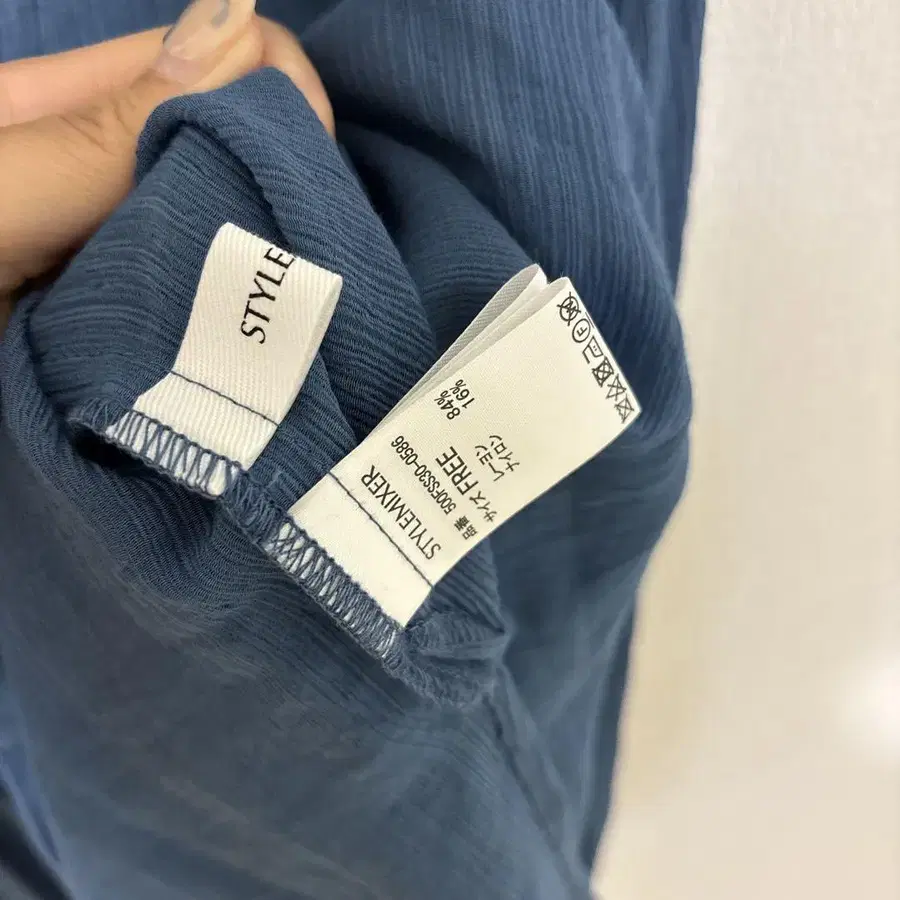 STYLE
STYLEMIXER
品番 500FSS30-0586
サイズ FREE
レーヨン 84%
ナイロン 16%
F